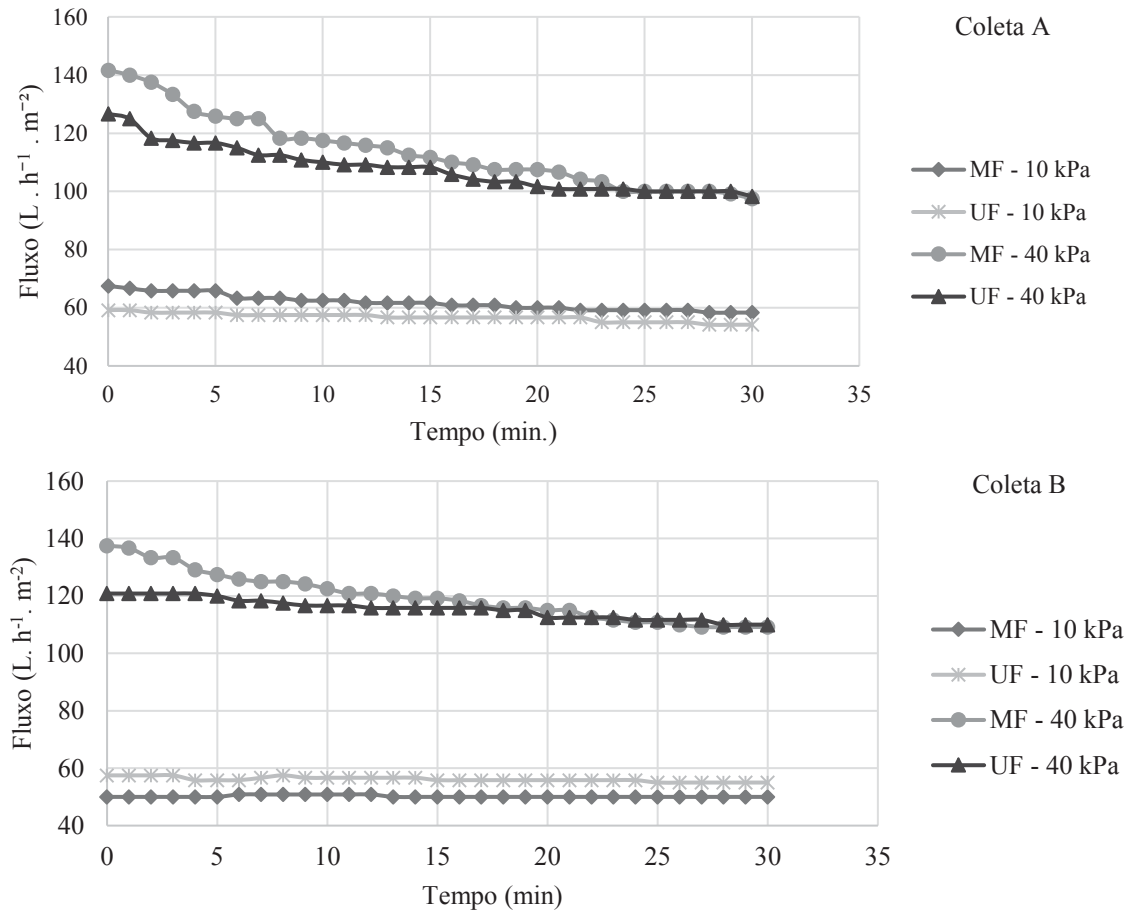 Coleta A
160
140
120
100
80
60
40
Fluxo (L . h⁻¹ . m⁻²)
0 5 10 15 20 25 30 35
Tempo (min.)
MF - 10 kPa
UF - 10 kPa
MF - 40 kPa
UF - 40 kPa
Coleta B
160
140
120
100
80
60
40
Fluxo (L. h⁻¹ . m⁻²)
0 5 10 15 20 25 30 35
Tempo (min)
MF - 10 kPa
UF - 10 kPa
MF - 40 kPa
UF - 40 kPa